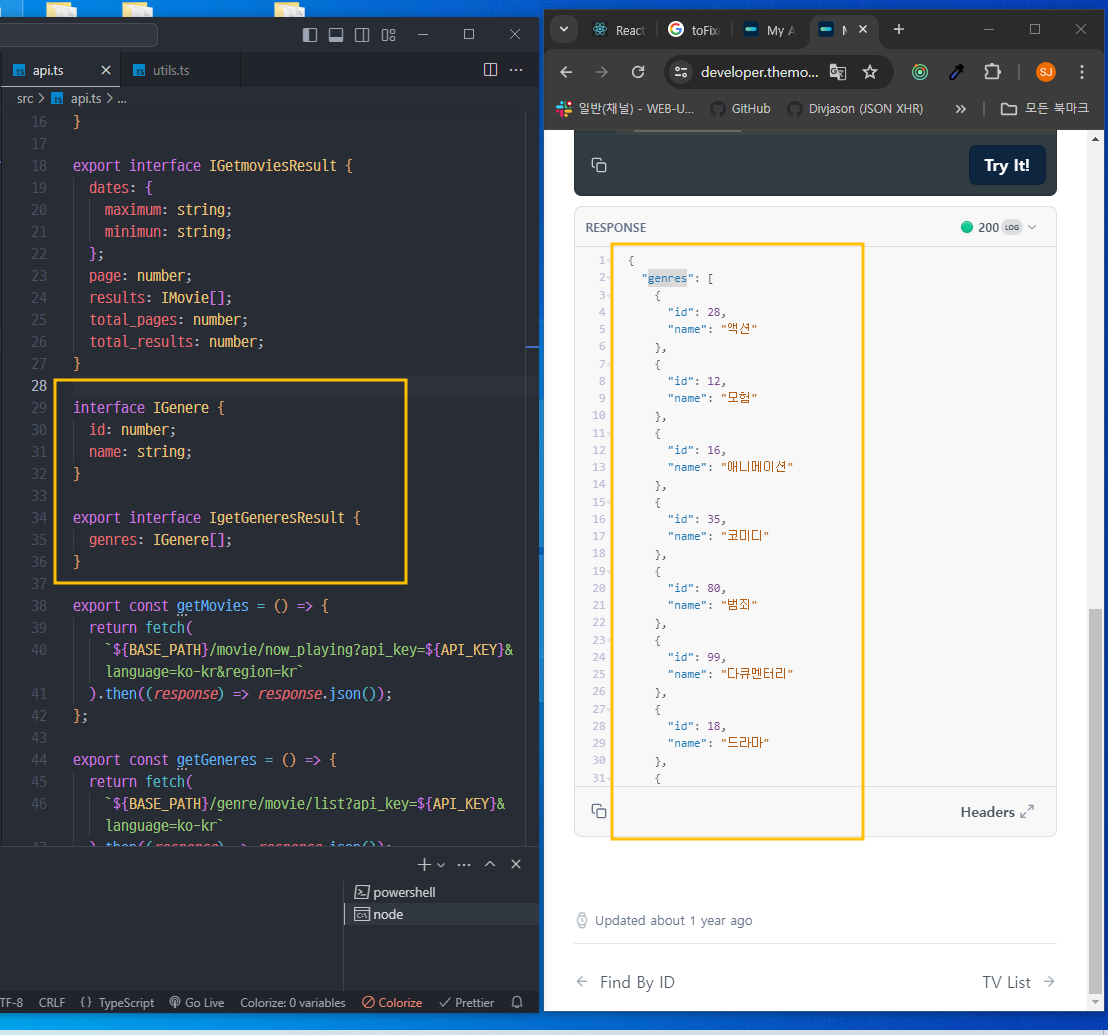 api.ts
utils.ts
src > api.ts > ...
16 }
17
18 export interface IGetmoviesResult {
19 dates: {
20 maximum: string;
21 minimun: string;
22 };
23 page: number;
24 results: IMovie[];
25 total_pages: number;
26 total_results: number;
27 }
28
29 interface IGenere {
30 id: number;
31 name: string;
32 }
33
34 export interface IgetGeneresResult {
35 genres: IGenere[];
36 }
37
38 export const getMovies = () => {
39 return fetch(
40 `${BASE_PATH}/movie/now_playing?api_key=${API_KEY}&
language=ko-kr&region=kr`
41 ).then((response) => response.json());
42 };
43
44 export const getGeneres = () => {
45 return fetch(
46 `${BASE_PATH}/genre/movie/list?api_key=${API_KEY}&
language=ko-kr`
47 ).then((response) => response.json());
powershell
node
TF-8 CRLF {} TypeScript Go Live Colorize: 0 variables Colorize Prettier
React
toFix
My A
M
developer.themo...
SJ
일반(채널) - WEB-U... GitHub Divjason (JSON XHR) » 모든 북마크
Try It!
RESPONSE 200 LOG
1 {
2 "genres": [
3 {
4 "id": 28,
5 "name": "액션"
6 },
7 {
8 "id": 12,
9 "name": "모험"
10 },
11 {
12 "id": 16,
13 "name": "애니메이션"
14 },
15 {
16 "id": 35,
17 "name": "코미디"
18 },
19 {
20 "id": 80,
21 "name": "범죄"
22 },
23 {
24 "id": 99,
25 "name": "다큐멘터리"
26 },
27 {
28 "id": 18,
29 "name": "드라마"
30 },
31 {
Headers
Updated about 1 year ago
← Find By ID
TV List →